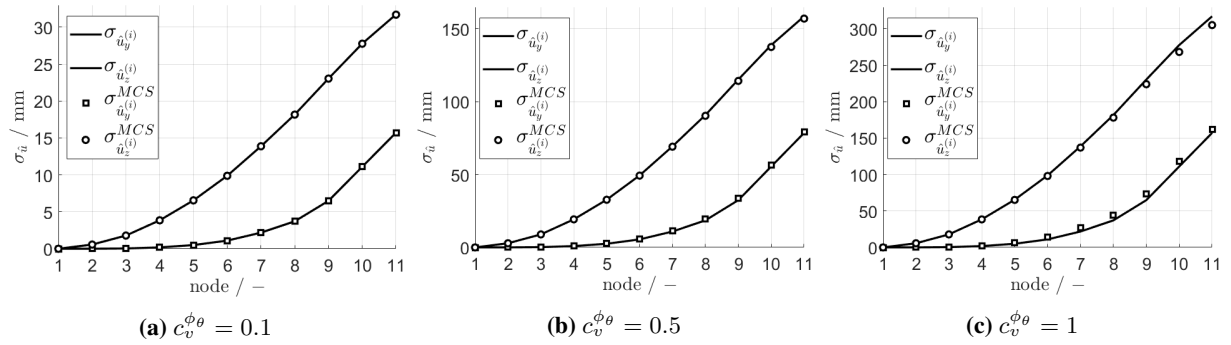 30
25
20
15
10
5
0
σ_û / mm
σ_{û_y^{(i)}}
σ_{û_z^{(i)}}
σ^{MCS}_{û_y^{(i)}}
σ^{MCS}_{û_z^{(i)}}
1 2 3 4 5 6 7 8 9 10 11
node / −
(a) c_v^{ϕ_θ} = 0.1
150
100
50
0
σ_û / mm
σ_{û_y^{(i)}}
σ_{û_z^{(i)}}
σ^{MCS}_{û_y^{(i)}}
σ^{MCS}_{û_z^{(i)}}
1 2 3 4 5 6 7 8 9 10 11
node / −
(b) c_v^{ϕ_θ} = 0.5
300
250
200
150
100
50
0
σ_û / mm
σ_{û_y^{(i)}}
σ_{û_z^{(i)}}
σ^{MCS}_{û_y^{(i)}}
σ^{MCS}_{û_z^{(i)}}
1 2 3 4 5 6 7 8 9 10 11
node / −
(c) c_v^{ϕ_θ} = 1